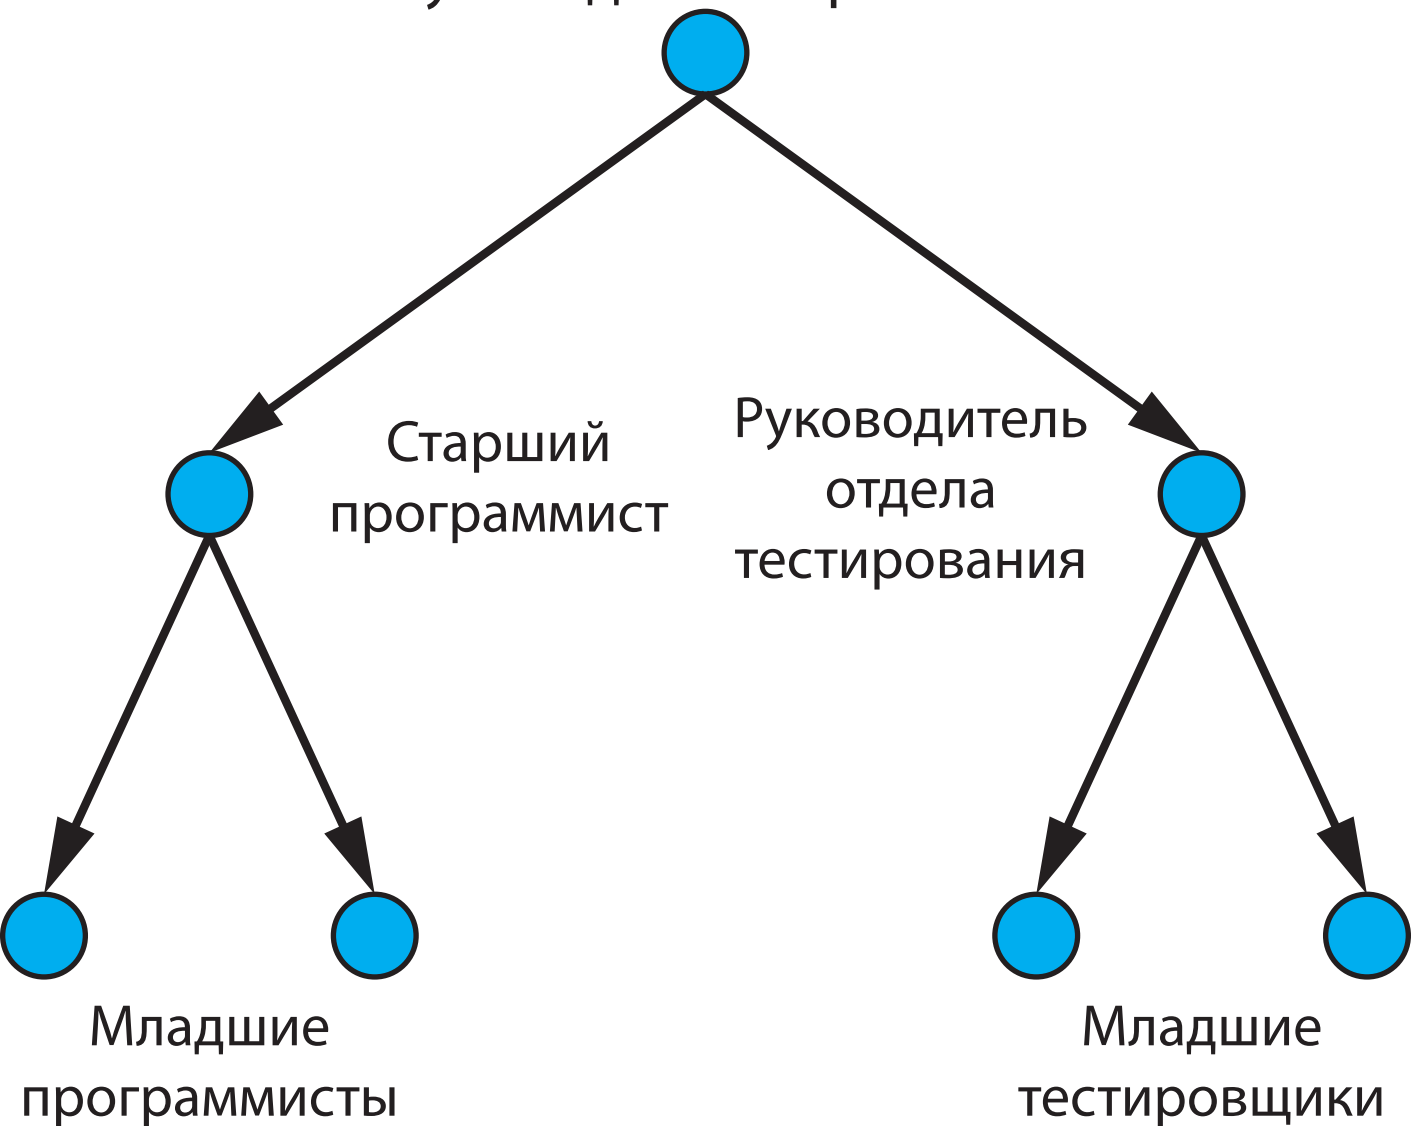 Старший
программист
Руководитель
отдела
тестирования
Младшие
программисты
Младшие
тестировщики